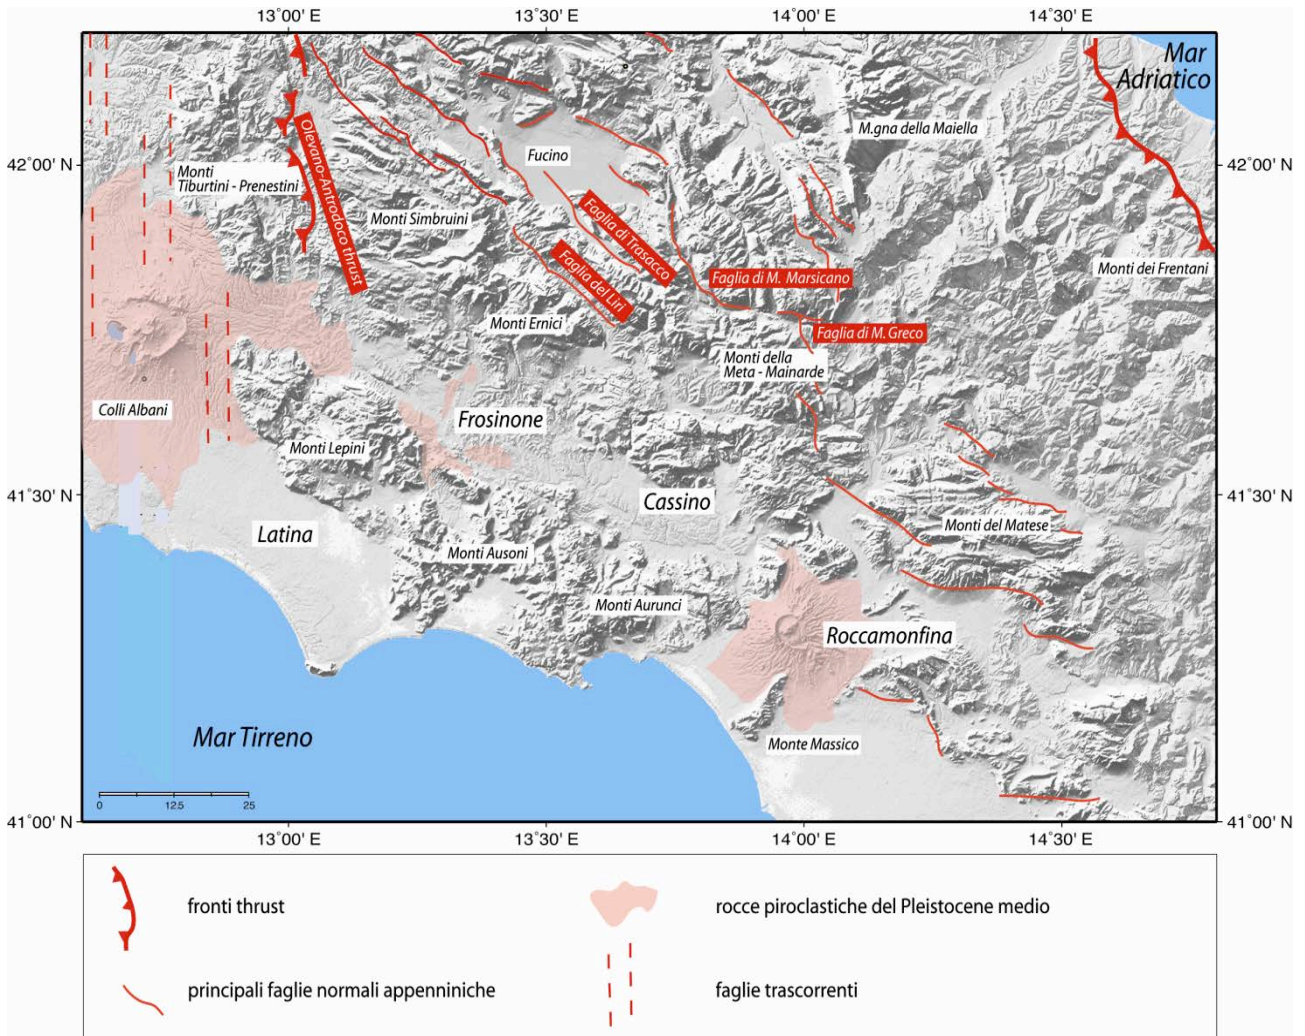 13°00' E
13°30' E
14°00' E
14°30' E
Mar
Adriatico
M.gna della Maiella
Olevano-Antrodoco thrust
Fucino
42°00' N
42°00' N
Monti
Tiburtini - Prenestini
Monti Simbruini
Faglia di Trasacco
Faglia del Liri
Faglia di M. Marsicano
Monti dei Frentani
Monti Ernici
Faglia di M. Greco
Monti della
Meta - Mainarde
Colli Albani
Frosinone
Monti Lepini
41°30' N
41°30' N
Cassino
Latina
Monti del Matese
Monti Ausoni
Monti Aurunci
Roccamonfina
Mar Tirreno
Monte Massico
0
12.5
25
41°00' N
41°00' N
13°00' E
13°30' E
14°00' E
14°30' E
fronti thrust
rocce piroclastiche del Pleistocene medio
principali faglie normali appenniniche
faglie trascorrenti